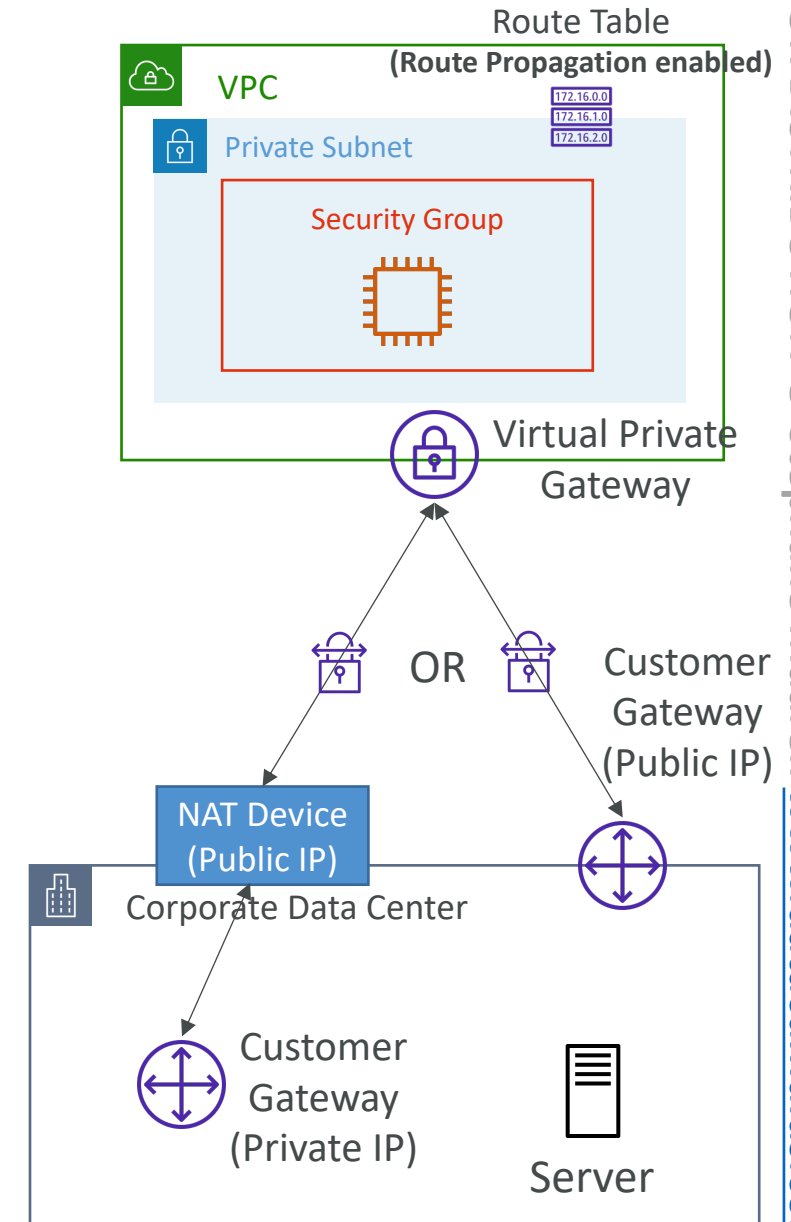 Route Table
(Route Propagation enabled)
VPC
172.16.0.0
172.16.1.0
172.16.2.0
Private Subnet
Security Group
Virtual Private
Gateway
OR
Customer
Gateway
(Public IP)
NAT Device
(Public IP)
Corporate Data Center
Customer
Gateway
(Private IP)
Server